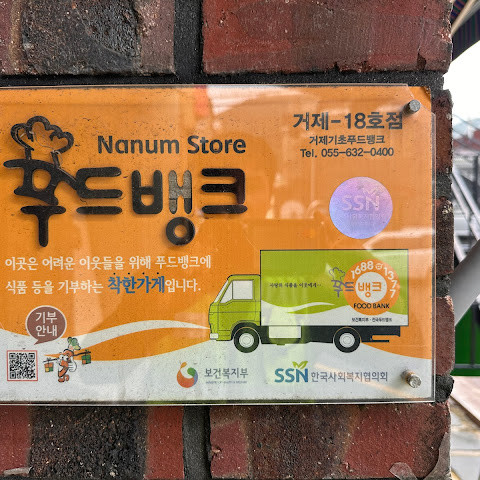 Nanum Store
푸드뱅크
거제-18호점
거제기초푸드뱅크
Tel. 055-632-0400
SSN
이곳은 어려운 이웃들을 위해 푸드뱅크에
식품 등을 기부하는 착한가게입니다.
기부
안내
1688
푸드
뱅크
FOOD BANK
보건복지부
SSN 한국사회복지협의회